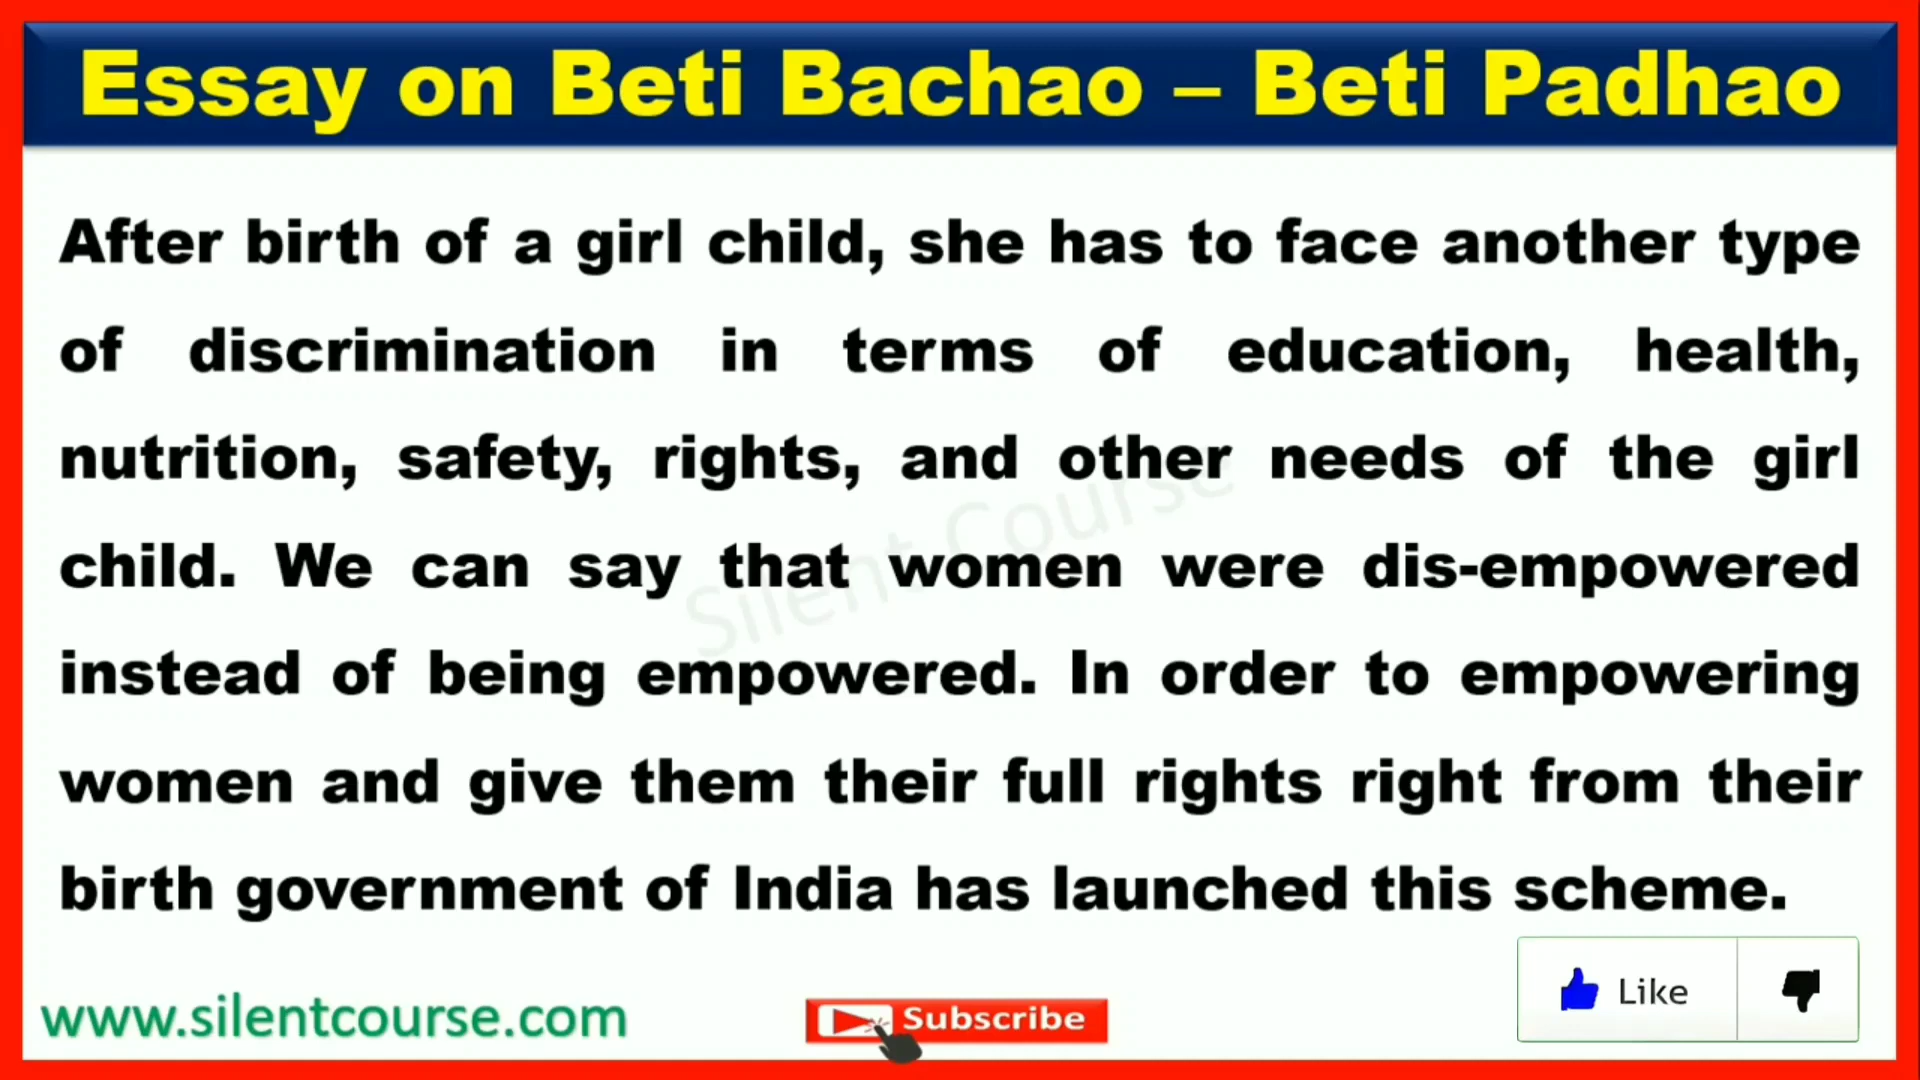 Essay on Beti Bachao – Beti Padhao
After birth of a girl child, she has to face another type
of discrimination in terms of education, health,
nutrition, safety, rights, and other needs of the girl
child. We can say that women were dis-empowered
instead of being empowered. In order to empowering
women and give them their full rights right from their
birth government of India has launched this scheme.
Silent Course
www.silentcourse.com
Subscribe
Like